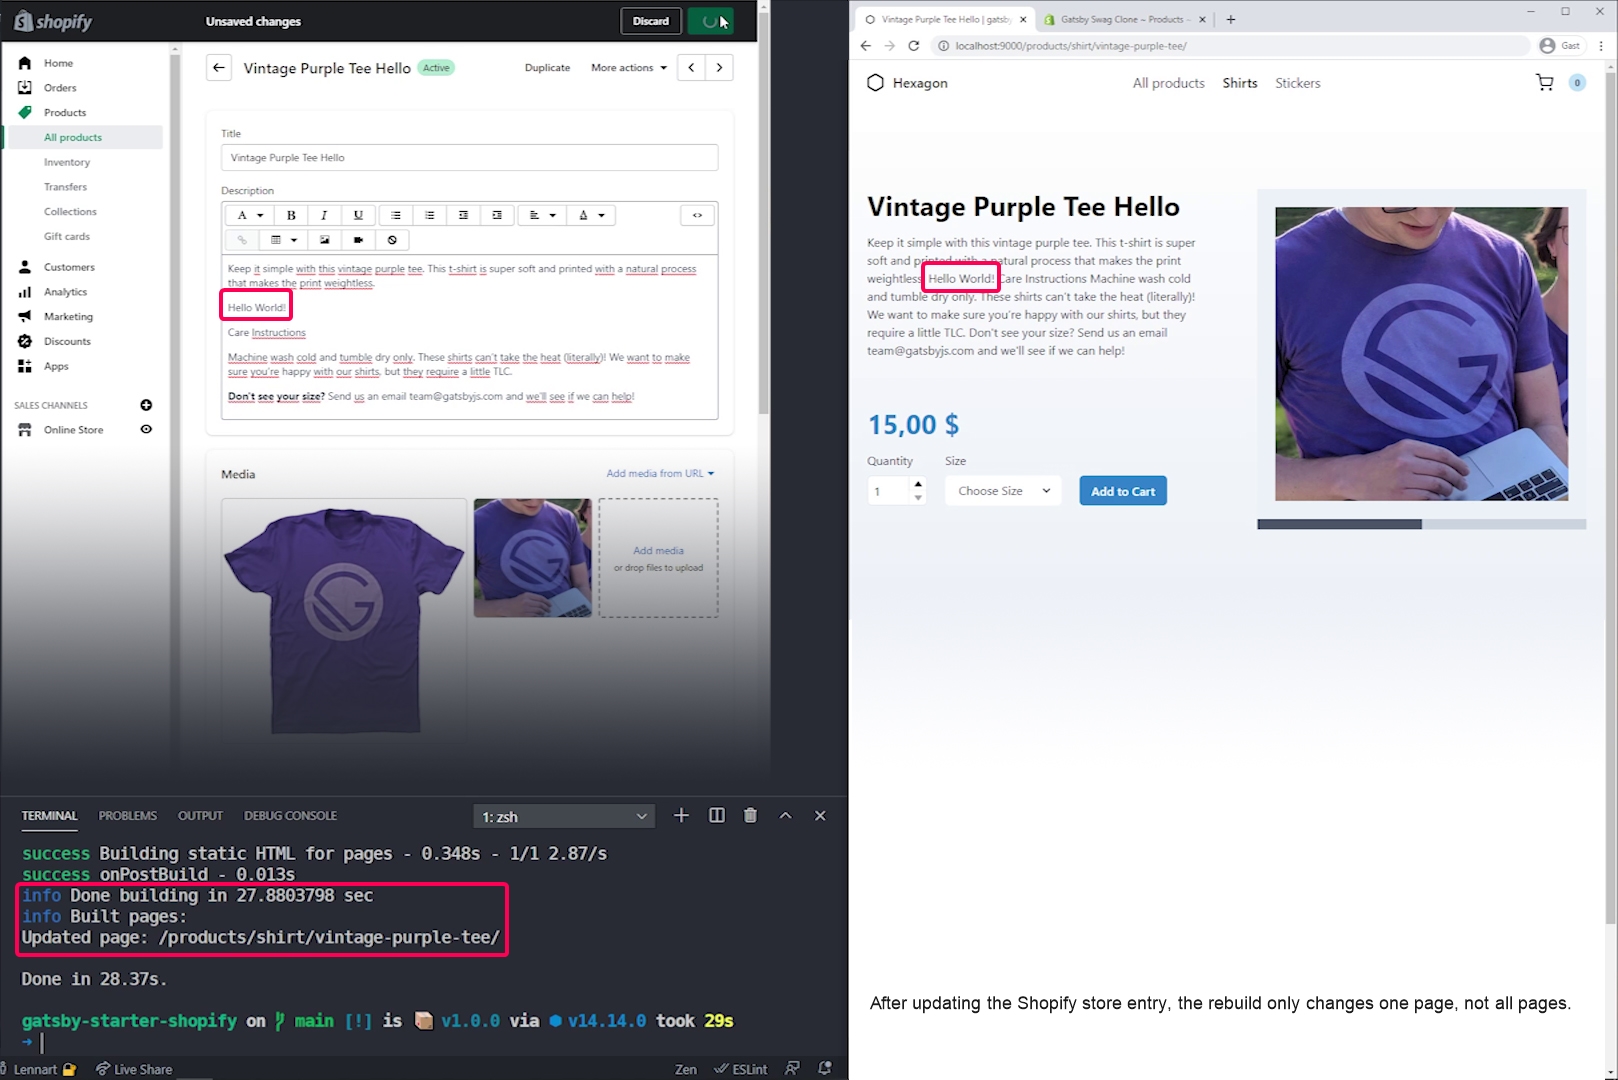 shopify
Unsaved changes
Discard
Home
Orders
Products
All products
Inventory
Transfers
Collections
Gift cards
Customers
Analytics
Marketing
Discounts
Apps
SALES CHANNELS
Online Store
Vintage Purple Tee Hello Active
Duplicate
More actions
Title
Vintage Purple Tee Hello
Description
A B I U A <>
Keep it simple with this vintage purple tee. This t-shirt is super soft and printed with a natural process
that makes the print weightless.
Hello World!
Care Instructions
Machine wash cold and tumble dry only. These shirts can't take the heat (literally)! We want to make
sure you're happy with our shirts, but they require a little TLC.
Don't see your size? Send us an email team@gatsbyjs.com and we'll see if we can help!
Media
Add media from URL
Add media
or drop files to upload
TERMINAL PROBLEMS OUTPUT DEBUG CONSOLE
1: zsh
success Building static HTML for pages - 0.348s - 1/1 2.87/s
success onPostBuild - 0.013s
info Done building in 27.8803798 sec
info Built pages:
Updated page: /products/shirt/vintage-purple-tee/
Done in 28.37s.
gatsby-starter-shopify on main [!] is v1.0.0 via v14.14.0 took 29s
Lennart
Live Share
Zen
ESLint
Vintage Purple Tee Hello | gatsby
Gatsby Swag Clone ~ Products ~
localhost:9000/products/shirt/vintage-purple-tee/
Gast
Hexagon
All products Shirts Stickers
0
Vintage Purple Tee Hello
Keep it simple with this vintage purple tee. This t-shirt is super
soft and printed with a natural process that makes the print
weightless. Hello World! Care Instructions Machine wash cold
and tumble dry only. These shirts can't take the heat (literally)!
We want to make sure you're happy with our shirts, but they
require a little TLC. Don't see your size? Send us an email
team@gatsbyjs.com and we'll see if we can help!
15,00 $
Quantity Size
1
Choose Size
Add to Cart
After updating the Shopify store entry, the rebuild only changes one page, not all pages.